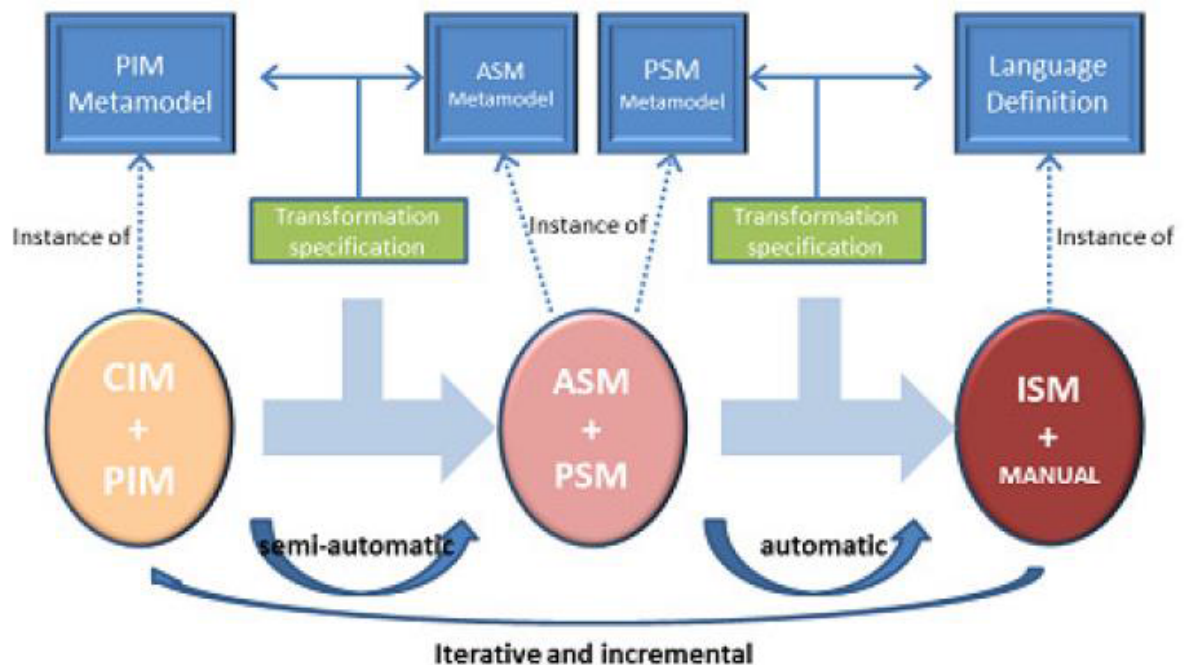 PIM
Metamodel
ASM
Metamodel
PSM
Metamodel
Language
Definition
Transformation
specification
Transformation
specification
Instance of
Instance of
Instance of
CIM
+
PIM
ASM
+
PSM
ISM
+
MANUAL
semi-automatic
automatic
Iterative and incremental